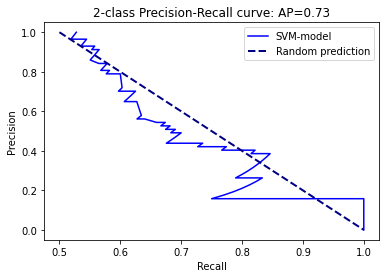 2-class Precision-Recall curve: AP=0.73
SVM-model
Random prediction
Precision
1.0
0.8
0.6
0.4
0.2
0.0
0.5 0.6 0.7 0.8 0.9 1.0
Recall